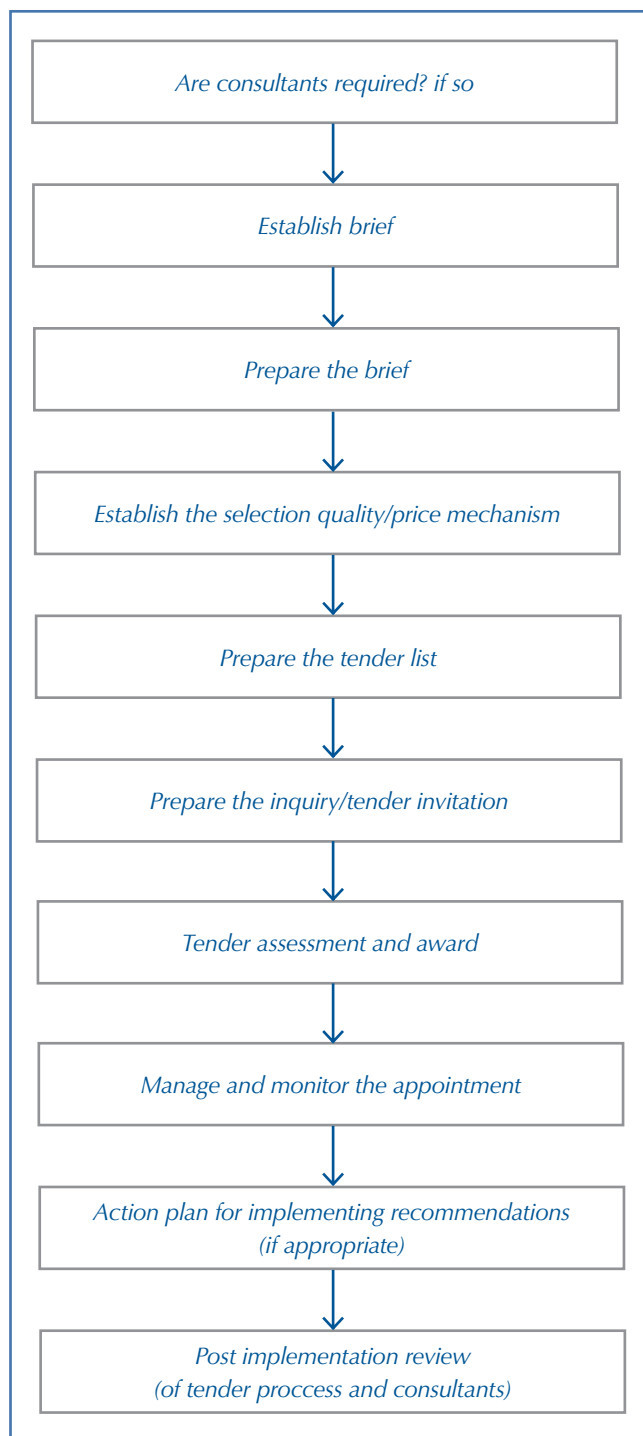 Are consultants required? if so
Establish brief
Prepare the brief
Establish the selection quality/price mechanism
Prepare the tender list
Prepare the inquiry/tender invitation
Tender assessment and award
Manage and monitor the appointment
Action plan for implementing recommendations
(if appropriate)
Post implementation review
(of tender proccess and consultants)